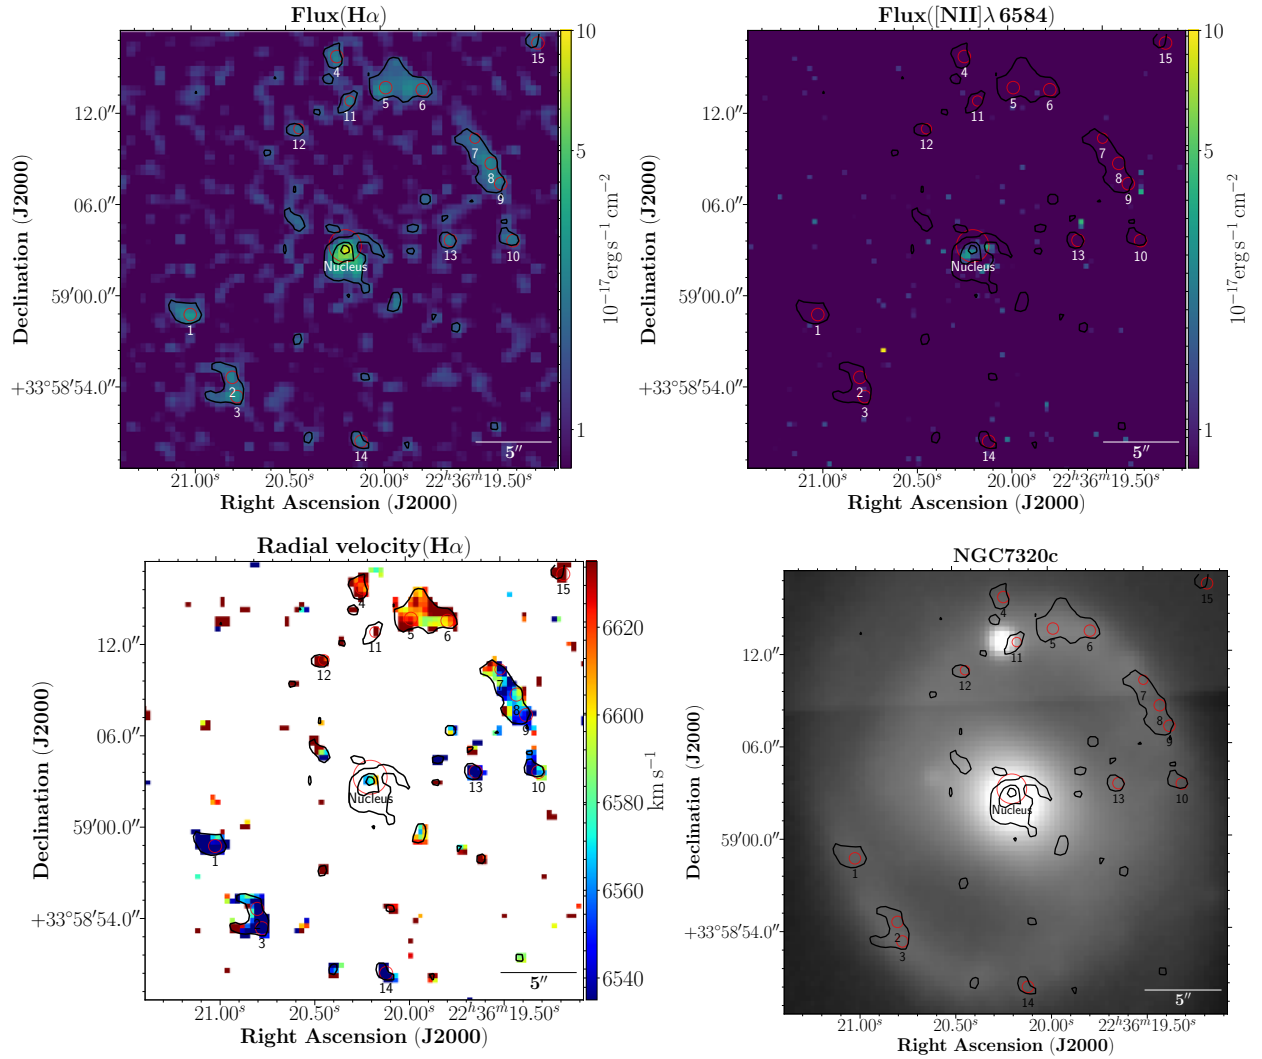 Flux(Hα)
10
5
1
10⁻¹⁷erg s⁻¹ cm⁻²
Declination (J2000)
12.0″
06.0″
59′00.0″
+33°58′54.0″
4
15
5
6
11
12
7
8
9
13
10
Nucleus
1
2
3
14
5″
21.00ˢ
20.50ˢ
20.00ˢ
22ʰ36ᵐ19.50ˢ
Right Ascension (J2000)
Flux([NII]λ 6584)
10
5
1
10⁻¹⁷erg s⁻¹ cm⁻²
Declination (J2000)
12.0″
06.0″
59′00.0″
+33°58′54.0″
4
15
5
6
11
12
7
8
9
13
10
Nucleus
1
2
3
14
5″
21.00ˢ
20.50ˢ
20.00ˢ
22ʰ36ᵐ19.50ˢ
Right Ascension (J2000)
Radial velocity(Hα)
6620
6600
6580
6560
6540
km s⁻¹
Declination (J2000)
12.0″
06.0″
59′00.0″
+33°58′54.0″
15
4
5
6
11
12
7
8
9
13
10
Nucleus
1
3
14
5″
21.00ˢ
20.50ˢ
20.00ˢ
22ʰ36ᵐ19.50ˢ
Right Ascension (J2000)
NGC7320c
Declination (J2000)
12.0″
06.0″
59′00.0″
+33°58′54.0″
15
4
5
6
11
12
7
8
9
13
10
Nucleus
1
2
3
14
5″
21.00ˢ
20.50ˢ
20.00ˢ
22ʰ36ᵐ19.50ˢ
Right Ascension (J2000)